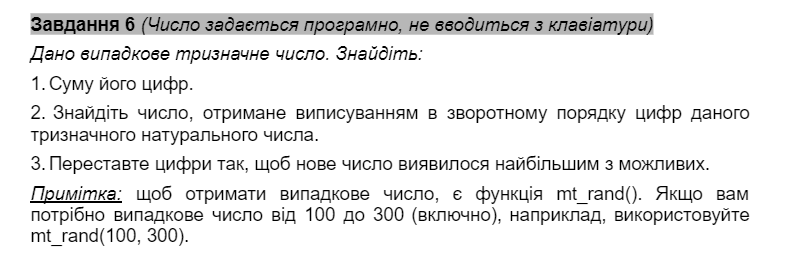 Завдання 6 (Число задається програмно, не вводиться з клавіатури)
Дано випадкове тризначне число. Знайдіть:
1. Суму його цифр.
2. Знайдіть число, отримане виписуванням в зворотному порядку цифр даного
тризначного натурального числа.
3. Переставте цифри так, щоб нове число виявилося найбільшим з можливих.
Примітка: щоб отримати випадкове число, є функція mt_rand(). Якщо вам
потрібно випадкове число від 100 до 300 (включно), наприклад, використовуйте
mt_rand(100, 300).